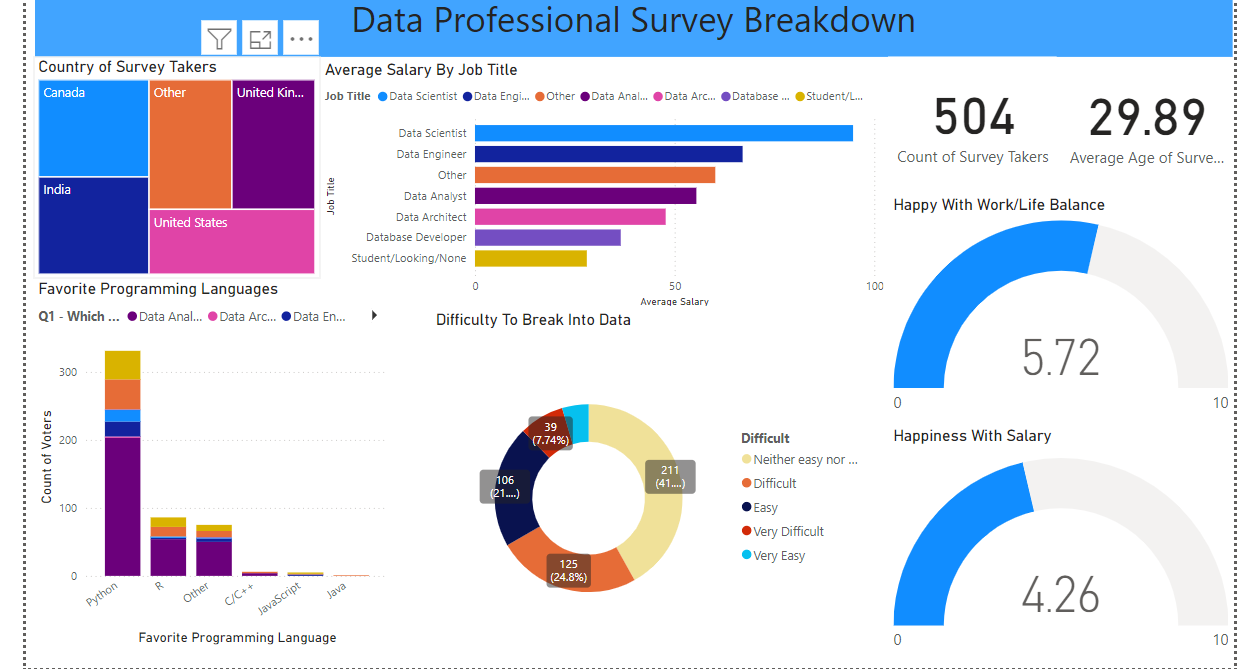 Data Professional Survey Breakdown
Country of Survey Takers
Canada
Other
United Kin...
India
United States
Average Salary By Job Title
Job Title Data Scientist Data Engi... Other Data Anal... Data Arc... Database ... Student/L...
Job Title
Data Scientist
Data Engineer
Other
Data Analyst
Data Architect
Database Developer
Student/Looking/None
0 50 100
Average Salary
504
Count of Survey Takers
29.89
Average Age of Surve...
Happy With Work/Life Balance
5.72
0 10
Favorite Programming Languages
Q1 - Which ... Data Anal... Data Arc... Data En...
Count of Voters
300
200
100
0
Python
R
Other
C/C++
JavaScript
Java
Favorite Programming Language
Difficulty To Break Into Data
39
(7.74%)
211
(41....)
106
(21....)
125
(24.8%)
Difficult
Neither easy nor ...
Difficult
Easy
Very Difficult
Very Easy
Happiness With Salary
4.26
0 10